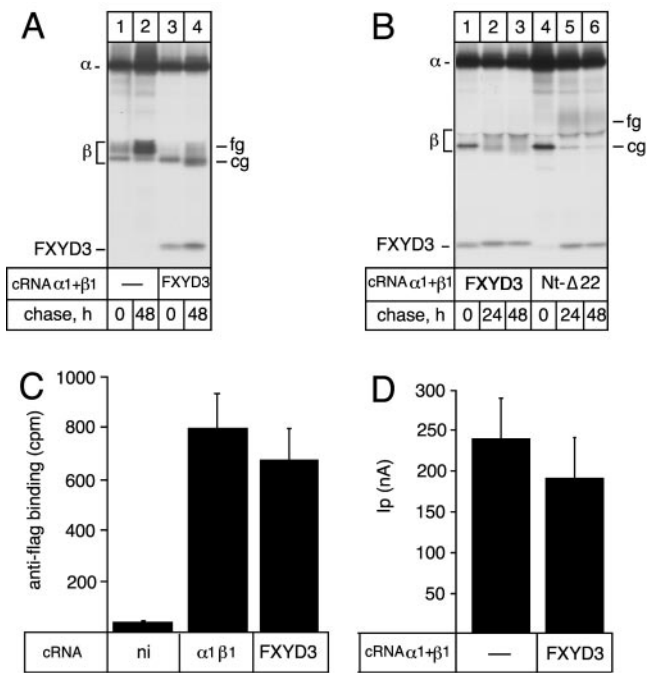 A
1 2 3 4
α-
β
fg
cg
FXYD3
cRNA α1+β1 — FXYD3
chase, h 0 48 0 48
B
1 2 3 4 5 6
α-
β
fg
cg
FXYD3
cRNA α1+β1 FXYD3 Nt-Δ22
chase, h 0 24 48 0 24 48
C
anti-flag binding (cpm)
1000
800
600
400
200
cRNA ni α1β1 FXYD3
D
Ip (nA)
300
250
200
150
100
50
cRNA α1+β1 — FXYD3